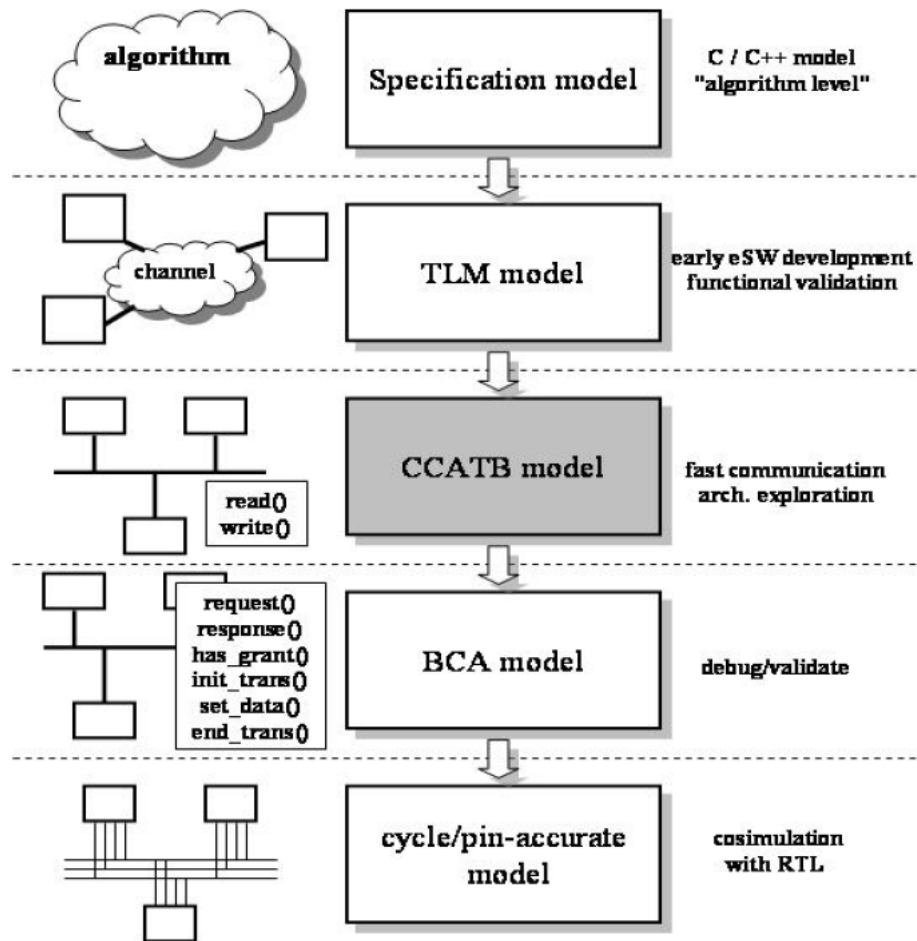 algorithm
Specification model
C / C++ model
"algorithm level"
channel
TLM model
early eSW development
functional validation
read()
write()
CCATB model
fast communication
arch. exploration
request()
response()
has_grant()
init_trans()
set_data()
end_trans()
BCA model
debug/validate
cycle/pin-accurate
model
cosimulation
with RTL